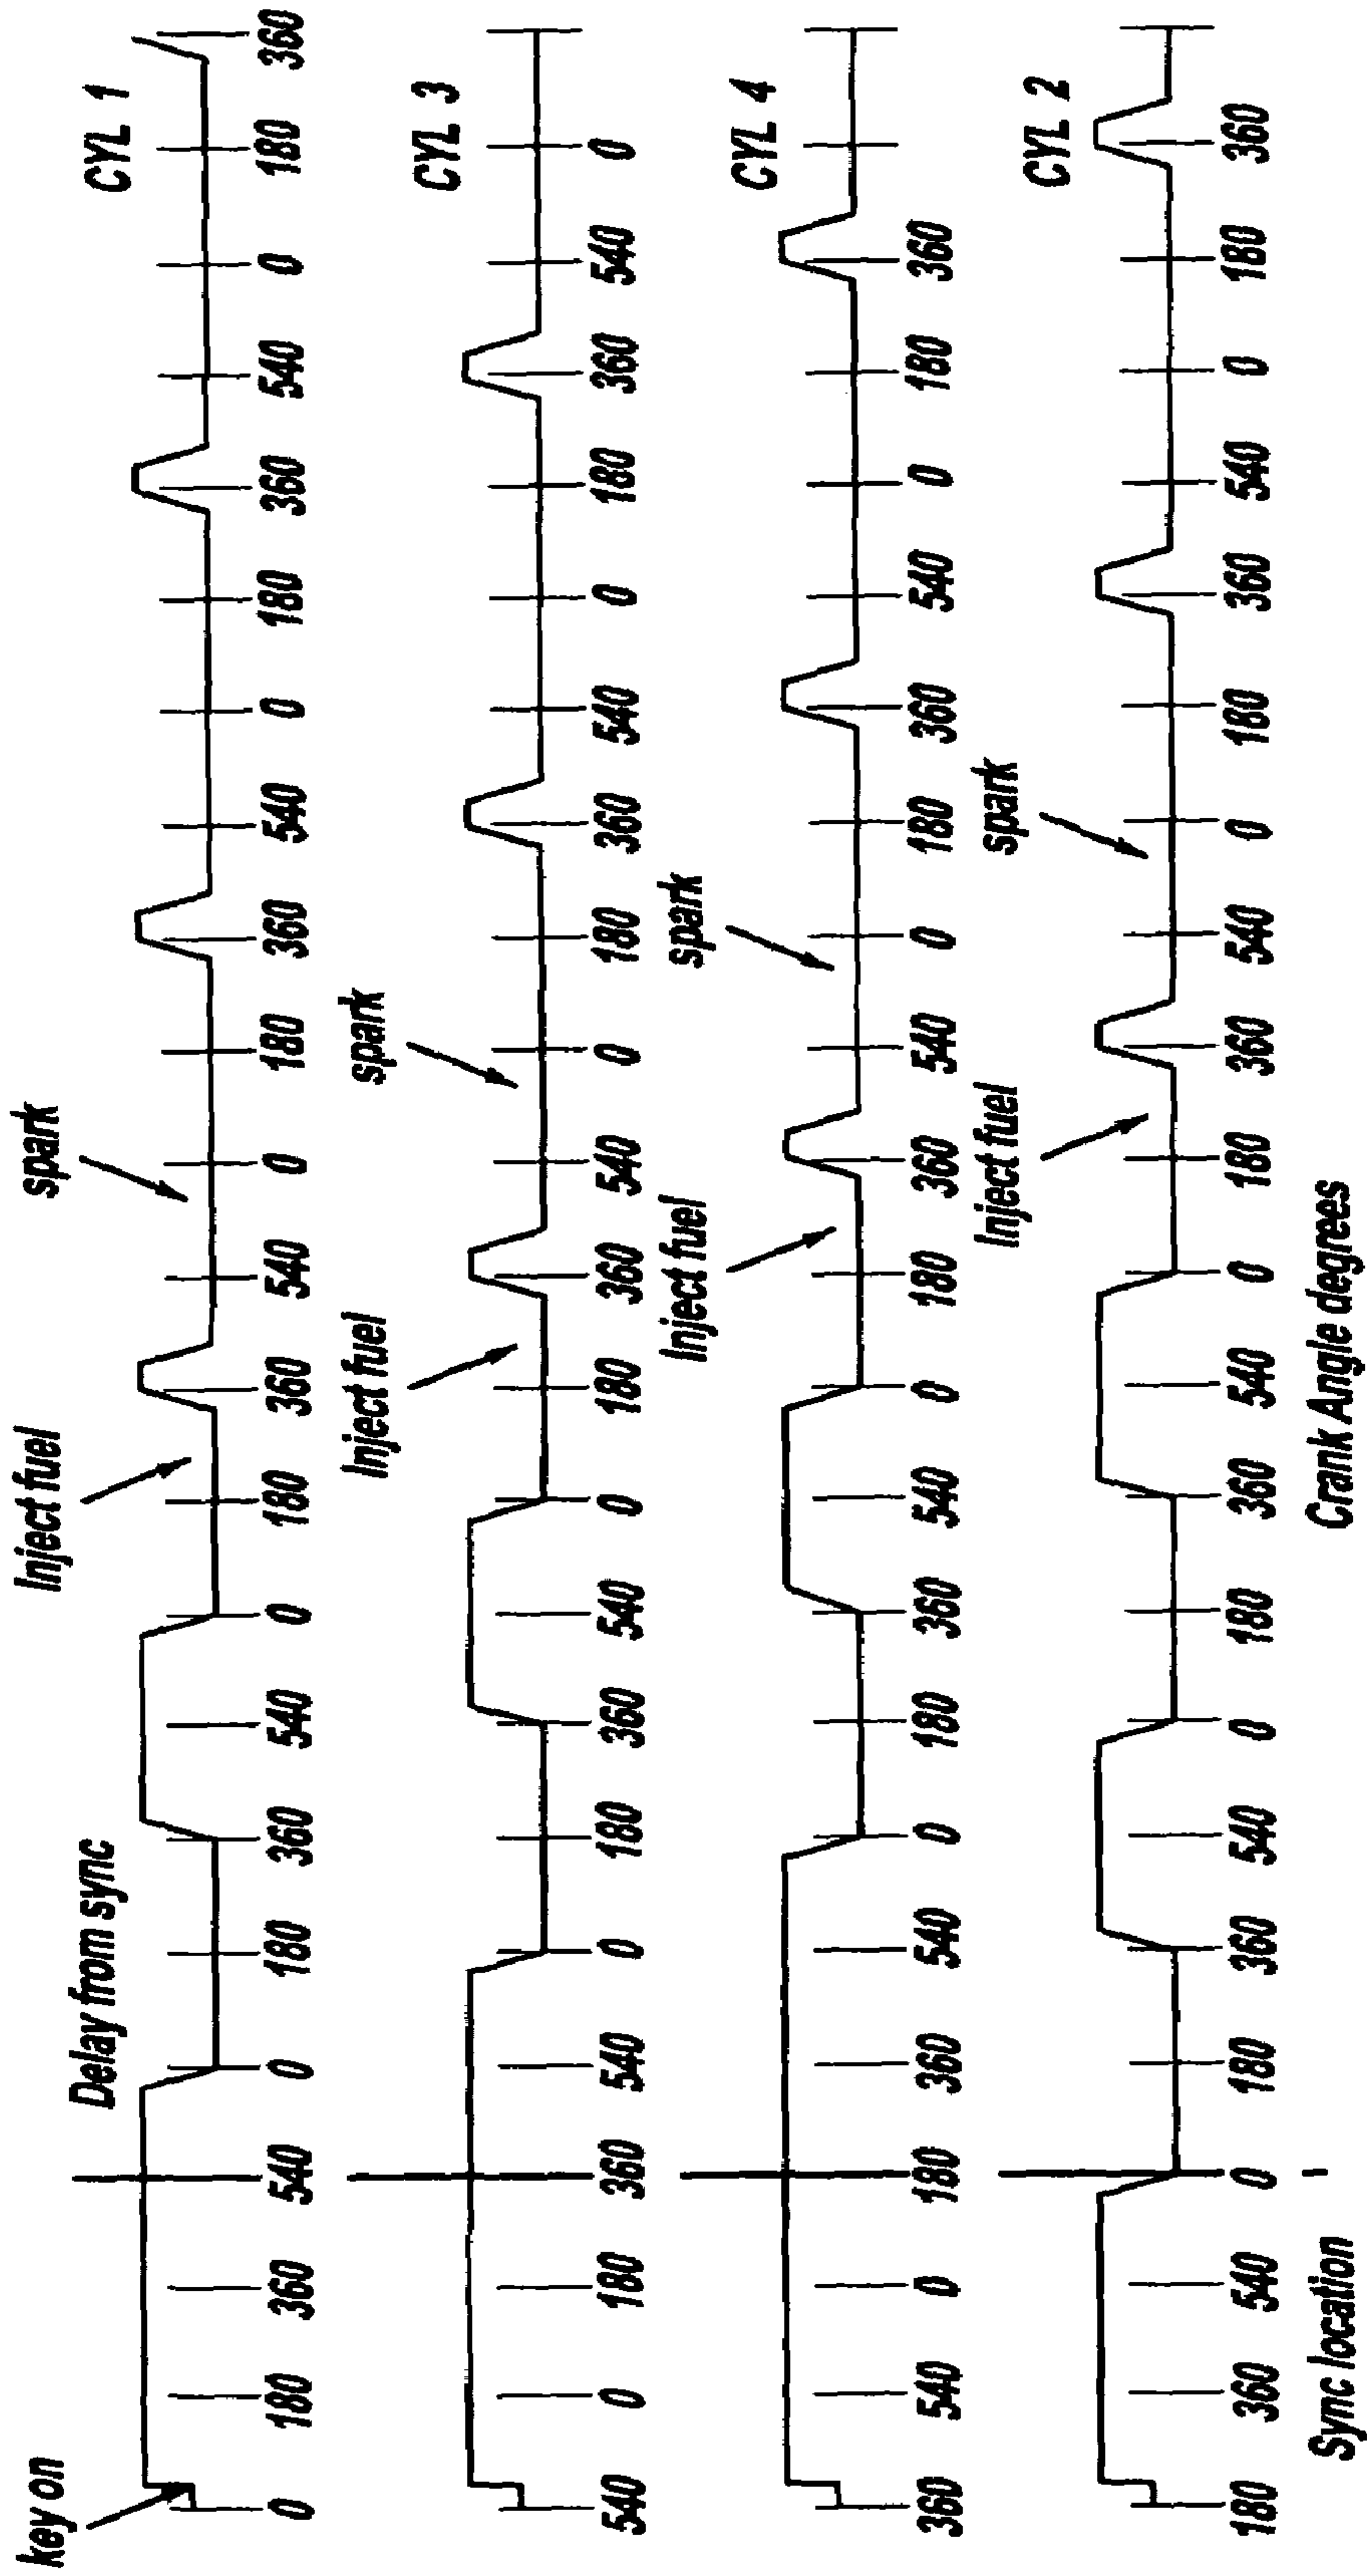 key on
Delay from sync
Inject fuel
spark
CYL 1
0 180 360 540 0 180 360 540 0 180 360 540 0 180 360 540 0 180 360 540 0 180 360
Inject fuel
spark
CYL 3
540 0 180 360 540 0 180 360 540 0 180 360 540 0 180 360 540 0 180 360 540 0
Inject fuel
spark
CYL 4
360 540 0 180 360 540 0 180 360 540 0 180 360 540 0 180 360 540 0 180 360
Inject fuel
spark
CYL 2
180 360 540 0 180 360 540 0 180 360 540 0 180 360 540 0 180 360 540 0 180 360
Sync location
Crank Angle degrees